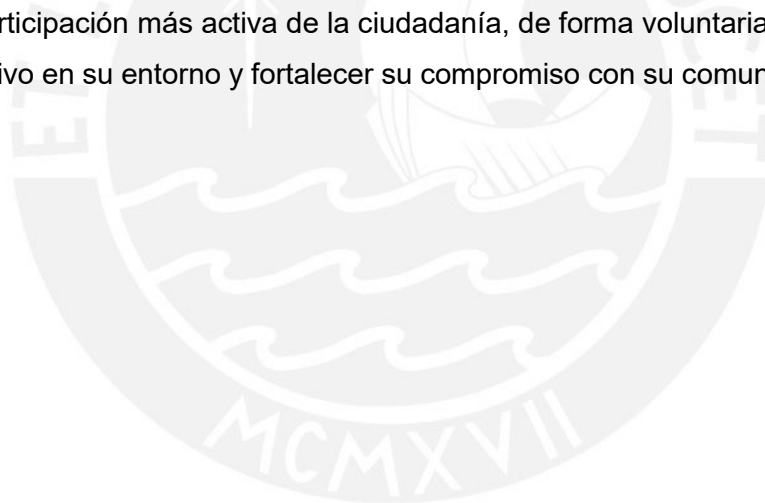 rticipación más activa de la ciudadanía, de forma voluntaria
ivo en su entorno y fortalecer su compromiso con su comun
MCMXVII